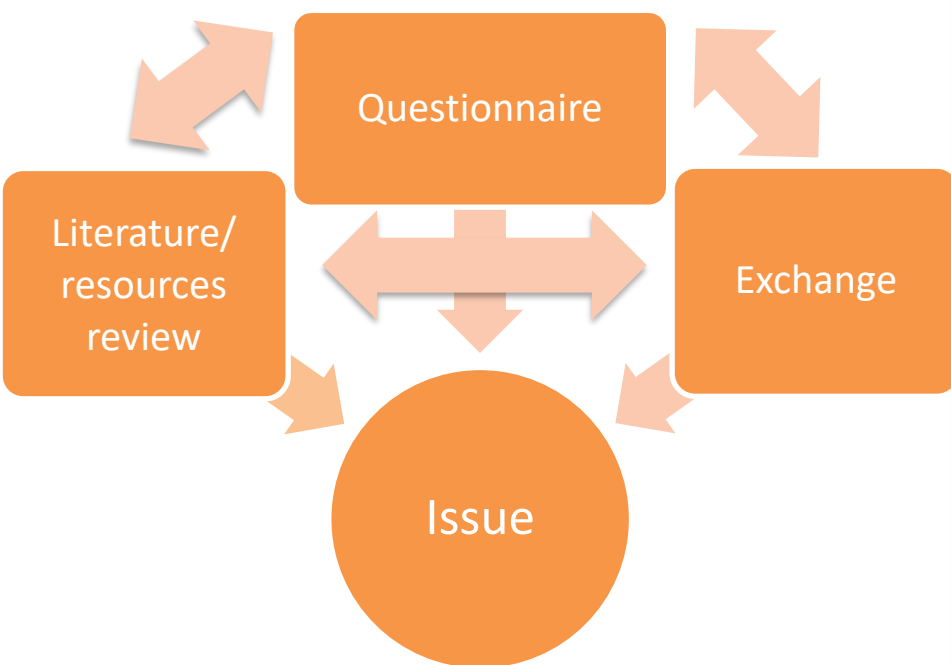 Questionnaire
Literature/
resources
review
Exchange
Issue